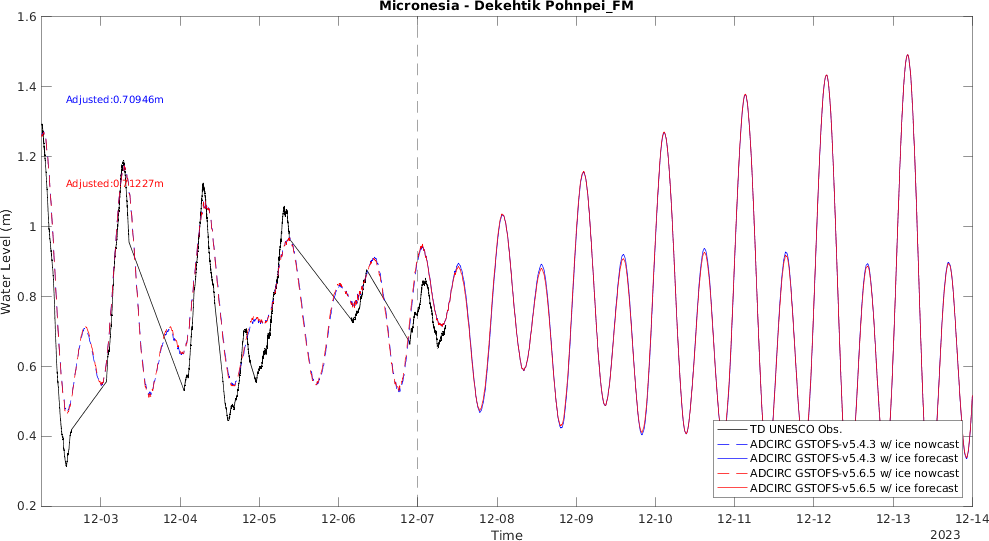 Micronesia - Dekehtik Pohnpei_FM
1.6
1.4
1.2
1
0.8
0.6
0.4
0.2
Water Level (m)
Adjusted:0.70946m
Adjusted:0.71227m
TD UNESCO Obs.
ADCIRC GSTOFS-v5.4.3 w/ ice nowcast
ADCIRC GSTOFS-v5.4.3 w/ ice forecast
ADCIRC GSTOFS-v5.6.5 w/ ice nowcast
ADCIRC GSTOFS-v5.6.5 w/ ice forecast
12-03 12-04 12-05 12-06 12-07 12-08 12-09 12-10 12-11 12-12 12-13 12-14
Time
2023